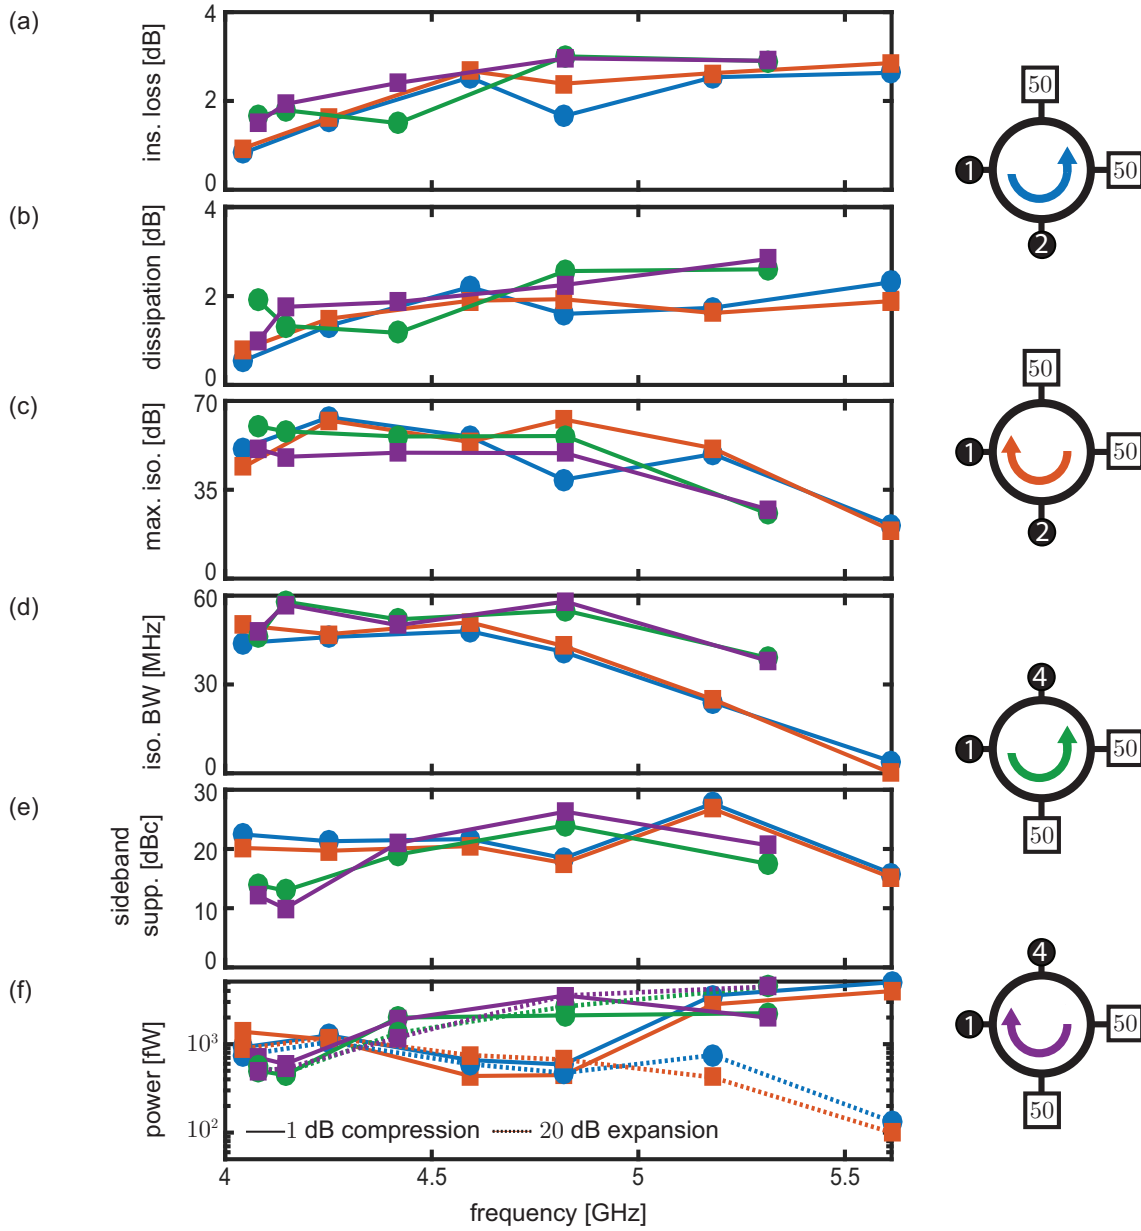 (a)
ins. loss [dB]
4
2
0
(b)
dissipation [dB]
4
2
0
(c)
max. iso. [dB]
70
35
0
(d)
iso. BW [MHz]
60
30
0
(e)
sideband
supp. [dBc]
30
20
10
0
(f)
power [fW]
10³
10²
1 dB compression
20 dB expansion
4
4.5
5
5.5
frequency [GHz]
50
1
50
2
50
1
50
2
4
1
50
50
4
1
50
50